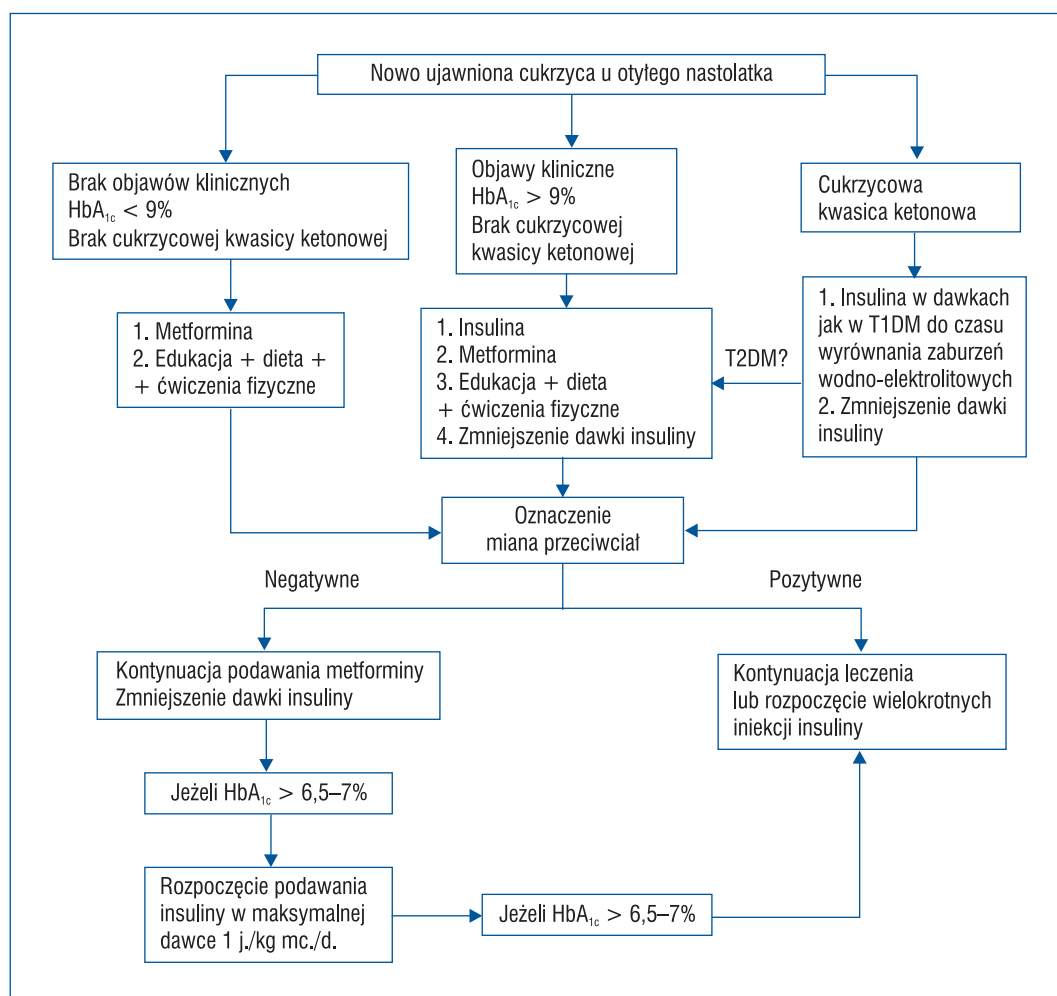 Nowo ujawniona cukrzyca u otyłego nastolatka
Brak objawów klinicznych
HbA1c < 9%
Brak cukrzycowej kwasicy ketonowej
Objawy kliniczne
HbA1c > 9%
Brak cukrzycowej
kwasicy ketonowej
Cukrzycowa
kwasica ketonowa
1. Metformina
2. Edukacja + dieta +
+ ćwiczenia fizyczne
1. Insulina
2. Metformina
3. Edukacja + dieta
+ ćwiczenia fizyczne
4. Zmniejszenie dawki insuliny
T2DM?
1. Insulina w dawkach
jak w T1DM do czasu
wyrównania zaburzeń
wodno-elektrolitowych
2. Zmniejszenie dawki
insuliny
Oznaczenie
miana przeciwciał
Negatywne
Pozytywne
Kontynuacja podawania metforminy
Zmniejszenie dawki insuliny
Kontynuacja leczenia
lub rozpoczęcie wielokrotnych
iniekcji insuliny
Jeżeli HbA1c > 6,5–7%
Rozpoczęcie podawania
insuliny w maksymalnej
dawce 1 j./kg mc./d.
Jeżeli HbA1c > 6,5–7%